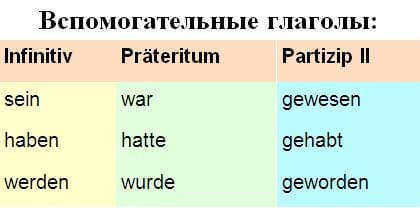 Вспомогательные глаголы:
Infinitiv Präteritum Partizip II
sein war gewesen
haben hatte gehabt
werden wurde geworden